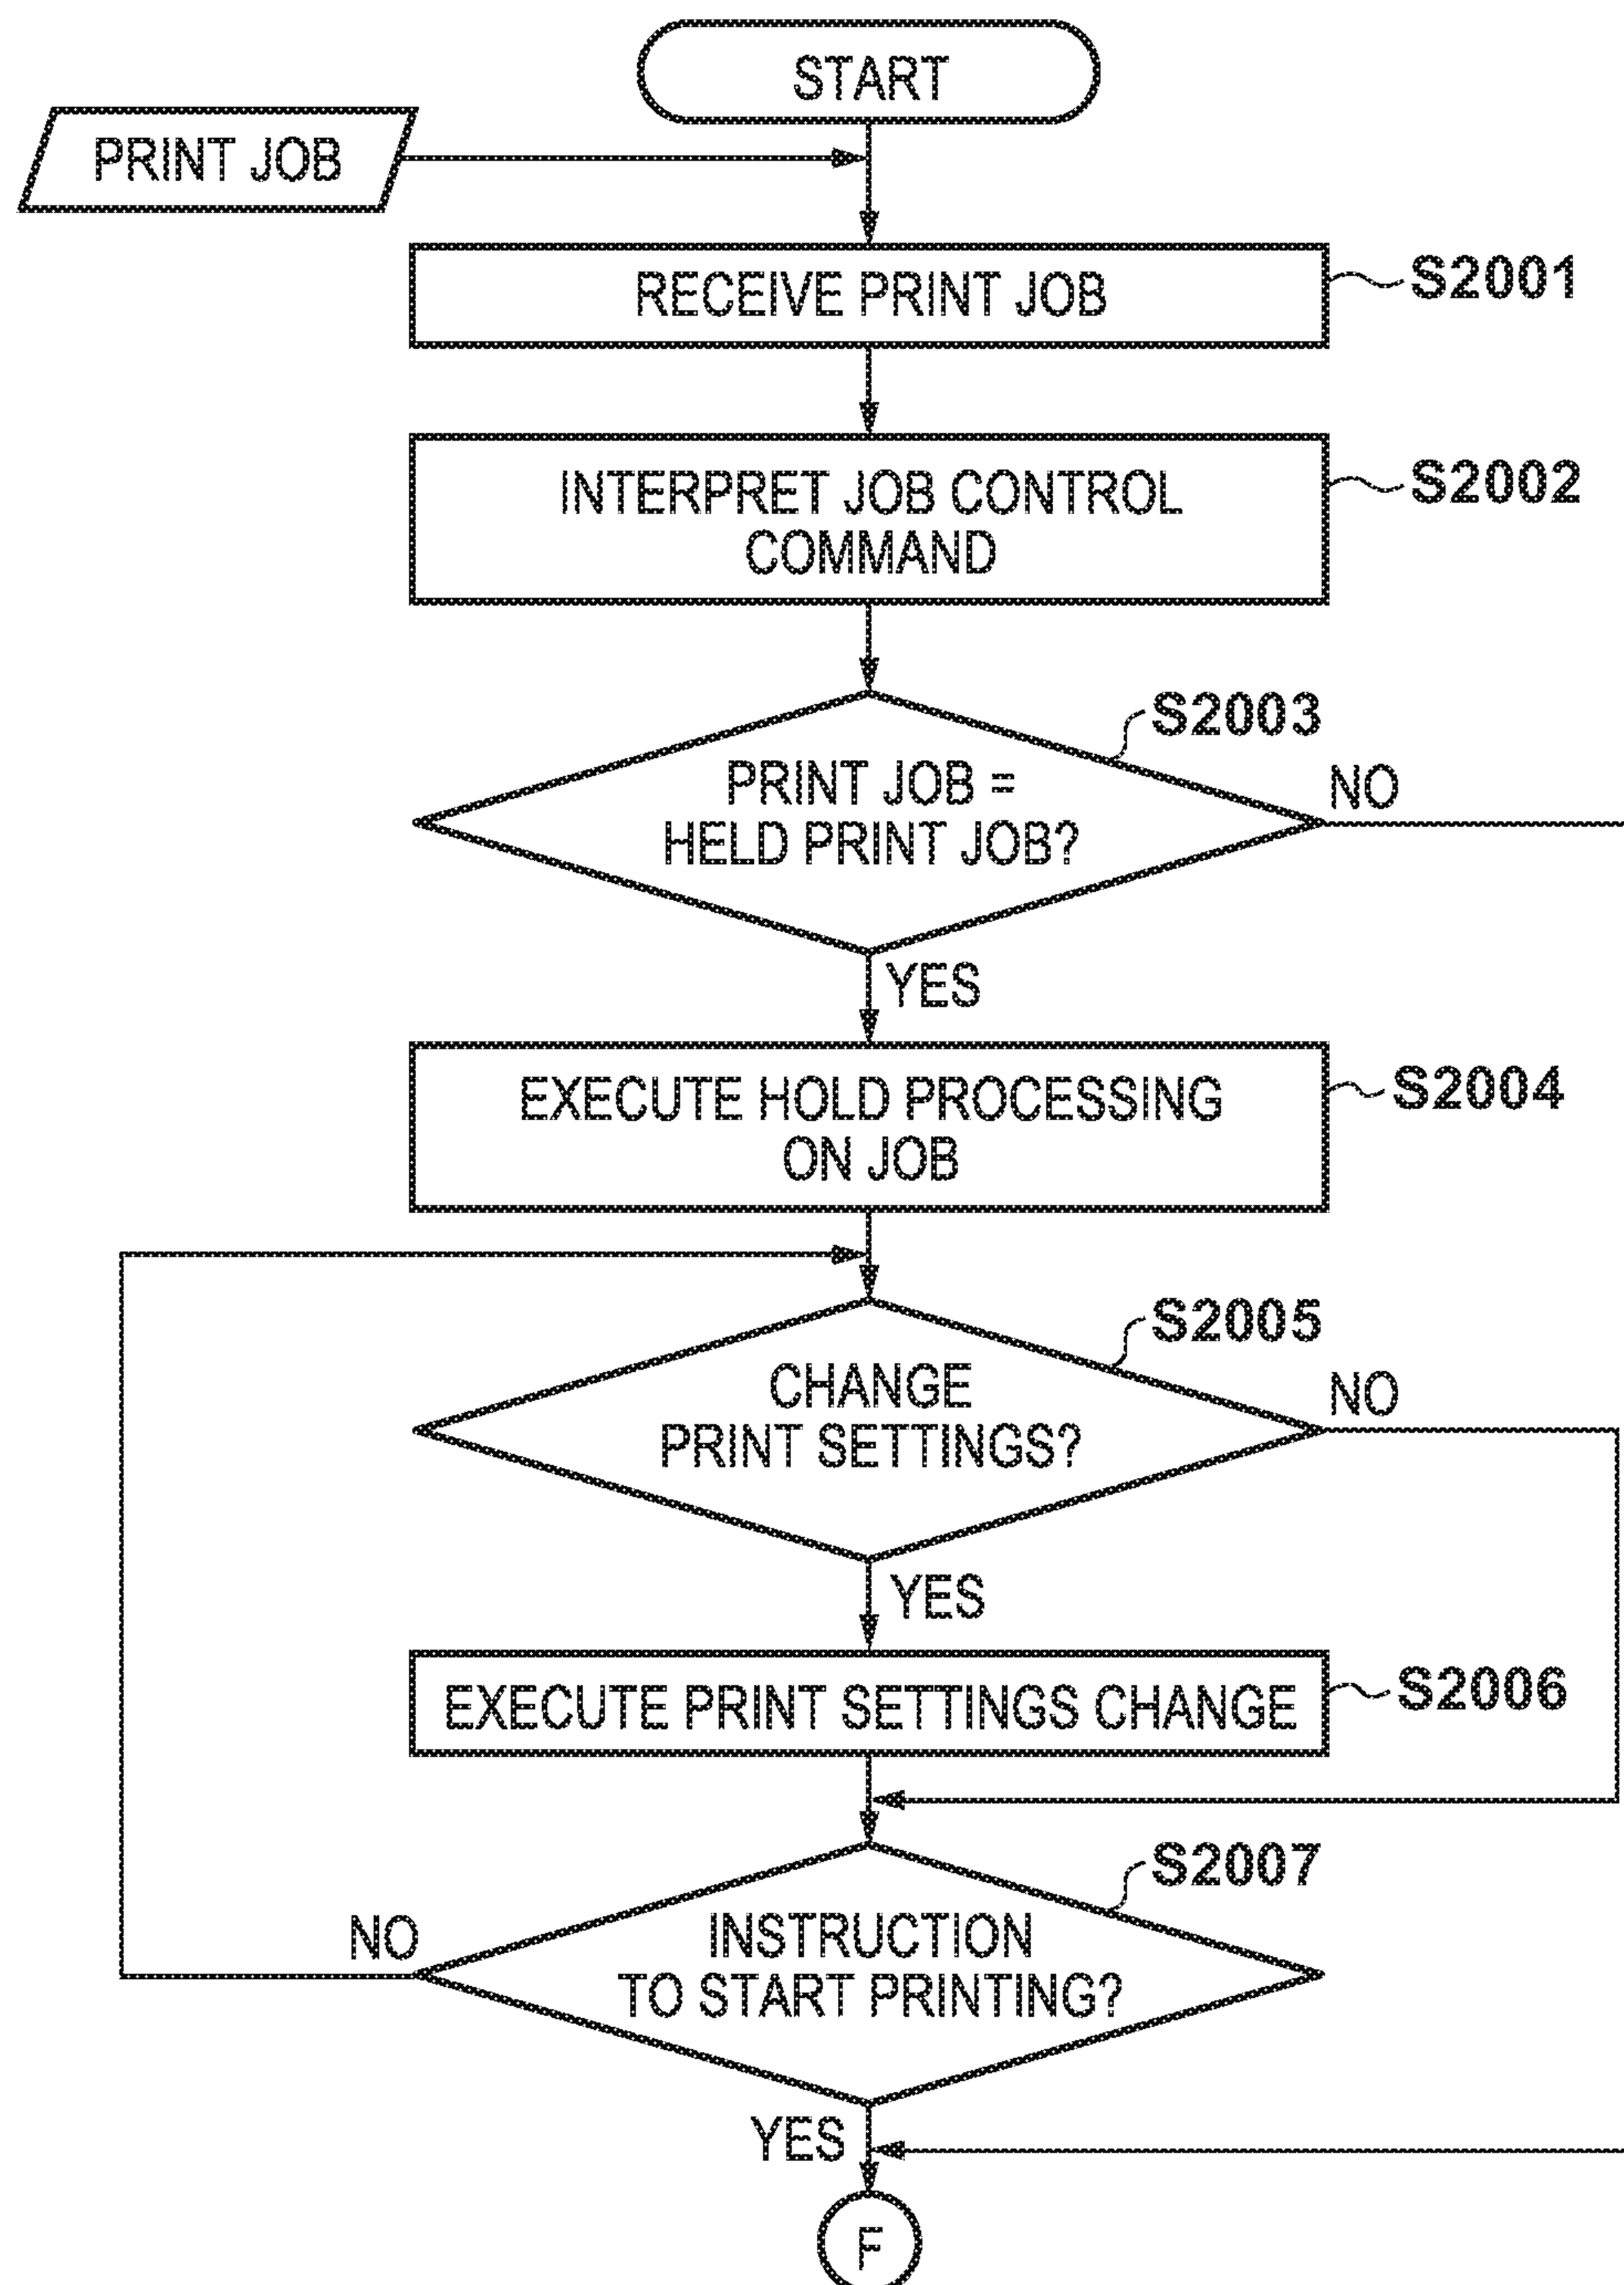 START
PRINT JOB
RECEIVE PRINT JOB
S2001
INTERPRET JOB CONTROL
COMMAND
S2002
S2003
PRINT JOB =
HELD PRINT JOB?
NO
YES
EXECUTE HOLD PROCESSING
ON JOB
S2004
S2005
CHANGE
PRINT SETTINGS?
NO
YES
EXECUTE PRINT SETTINGS CHANGE
S2006
S2007
INSTRUCTION
TO START PRINTING?
NO
YES
F